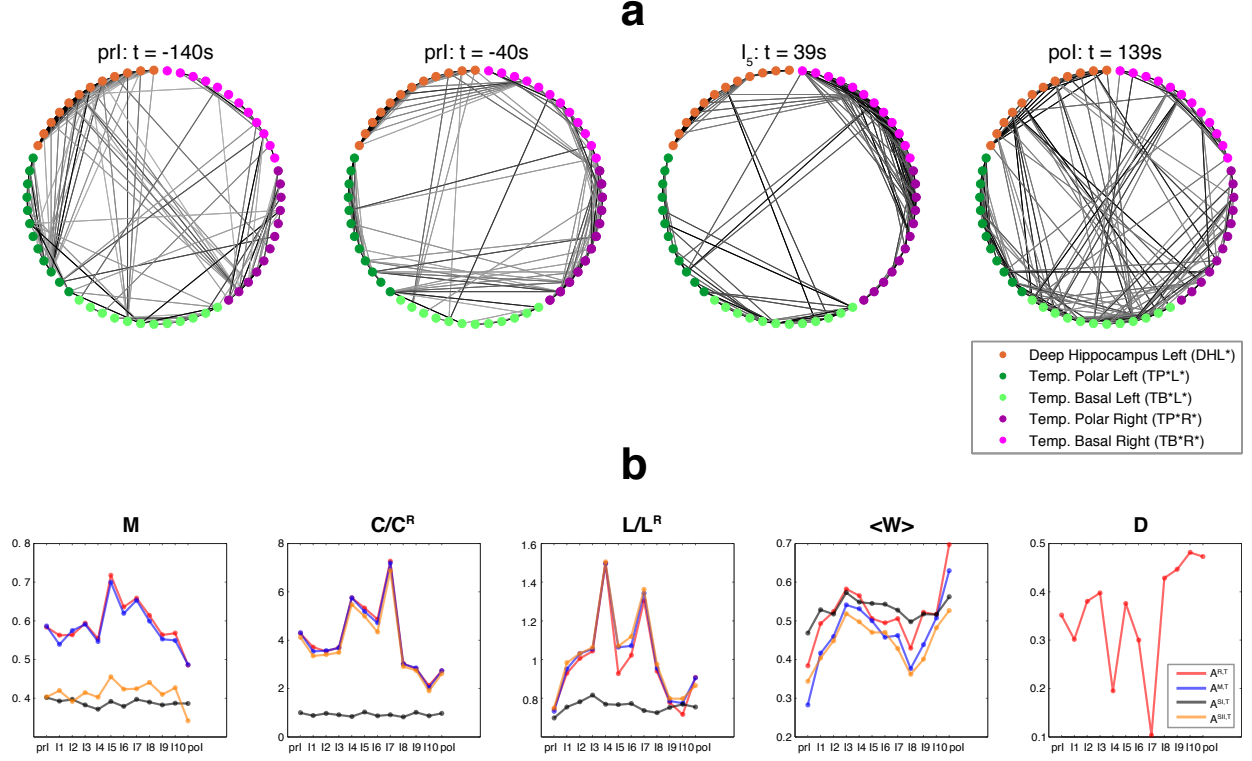 a
prI: t = -140s
prI: t = -40s
I5: t = 39s
poI: t = 139s
Deep Hippocampus Left (DHL*)
Temp. Polar Left (TP*L*)
Temp. Basal Left (TB*L*)
Temp. Polar Right (TP*R*)
Temp. Basal Right (TB*R*)
b
M
0. 8
0.7
0.6
0.5
0.4
prI I1 I2 I3 I4 I5 I6 I7 I8 I9 I10 poI
C/C^R
8
6
4
2
0
prI I1 I2 I3 I4 I5 I6 I7 I8 I9 I10 poI
L/L^R
1.6
1.4
1.2
1.0
0.8
prI I1 I2 I3 I4 I5 I6 I7 I8 I9 I10 poI
<W>
0.7
0.6
0.5
0.4
0.3
0.2
prI I1 I2 I3 I4 I5 I6 I7 I8 I9 I10 poI
D
0.5
0.4
0.3
0.2
0.1
A^R,T
A^M,T
A^SI,T
A^SII,T
prI I1 I2 I3 I4 I5 I6 I7 I8 I9 I10 poI